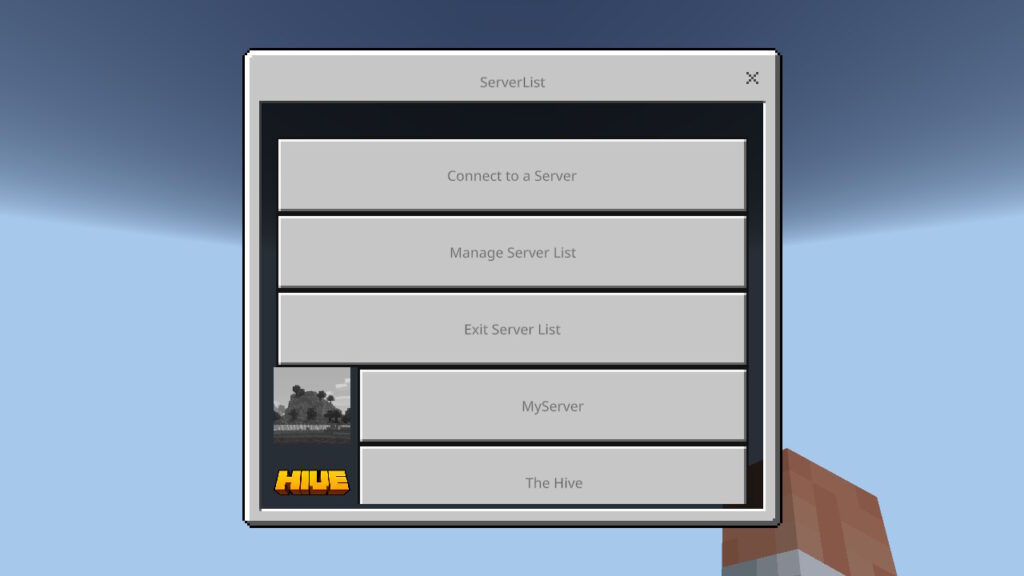 ServerList
Connect to a Server
Manage Server List
Exit Server List
MyServer
HIVE
The Hive